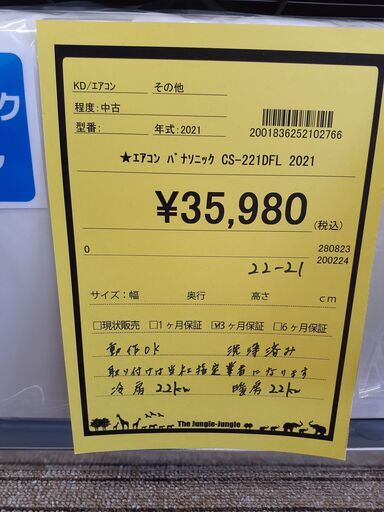 ク
KD/エアコン その他
程度:中古
型番: 年式:2021
2001836252102766
★エアコン パナソニック CS-221DFL 2021
¥35,980 (税込)
0 280823
200224
22-21
サイズ:幅 奥行 高さ cm
□現状販売 □1ヶ月保証 ☑3ヶ月保証 □6ヶ月保証
動作OK 洗浄済み
取り付けは当社指定業者になります
冷房2.2kw 暖房2.2kw
The Jungle-Jungle